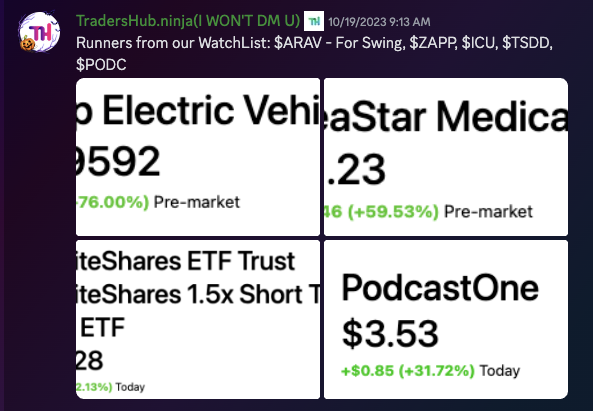 TradersHub.ninja(I WON'T DM U) TH 10/19/2023 9:13 AM
Runners from our WatchList: $ARAV - For Swing, $ZAPP, $ICU, $TSDD,
$PODC
p Electric Vehi
9592
76.00%) Pre-market
eaStar Medica
.23
46 (+59.53%) Pre-market
iteShares ETF Trust
iteShares 1.5x Short T
ETF
28
2.13%) Today
PodcastOne
$3.53
+$0.85 (+31.72%) Today
TH